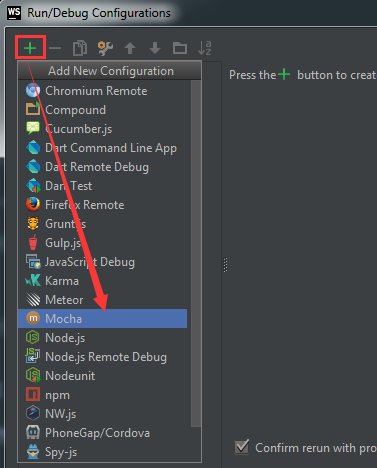 WS Run/Debug Configurations
Add New Configuration
Press the + button to create
Chromium Remote
Compound
Cucumber.js
Dart Command Line App
Dart Remote Debug
Dart Test
Firefox Remote
Grunt.js
Gulp.js
JavaScript Debug
Karma
Meteor
m Mocha
Node.js
Node.js Remote Debug
Nodeunit
npm
NW.js
PhoneGap/Cordova
Spy-js
Confirm rerun with pro